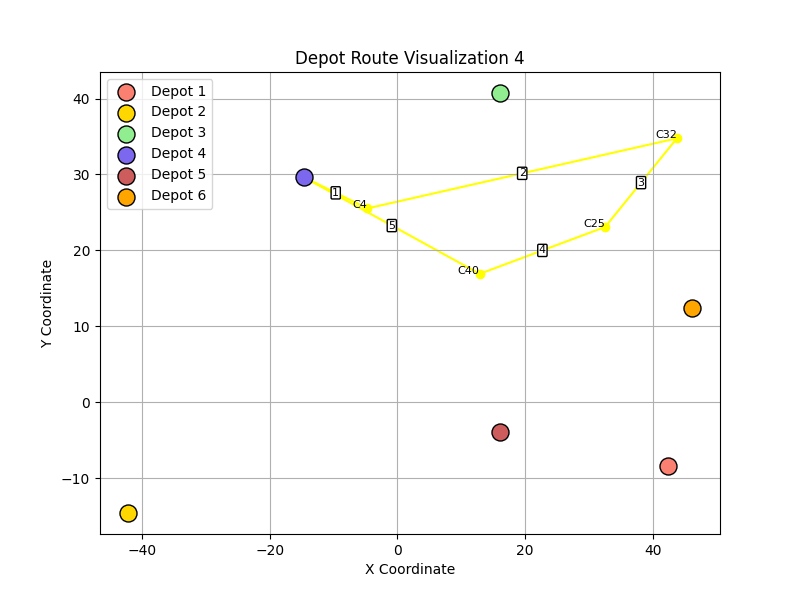 Depot Route Visualization 4
Depot 1
Depot 2
Depot 3
Depot 4
Depot 5
Depot 6
C32
C4
C25
C40
1
2
3
4
5
40
30
20
10
0
−10
−40
−20
0
20
40
Y Coordinate
X Coordinate